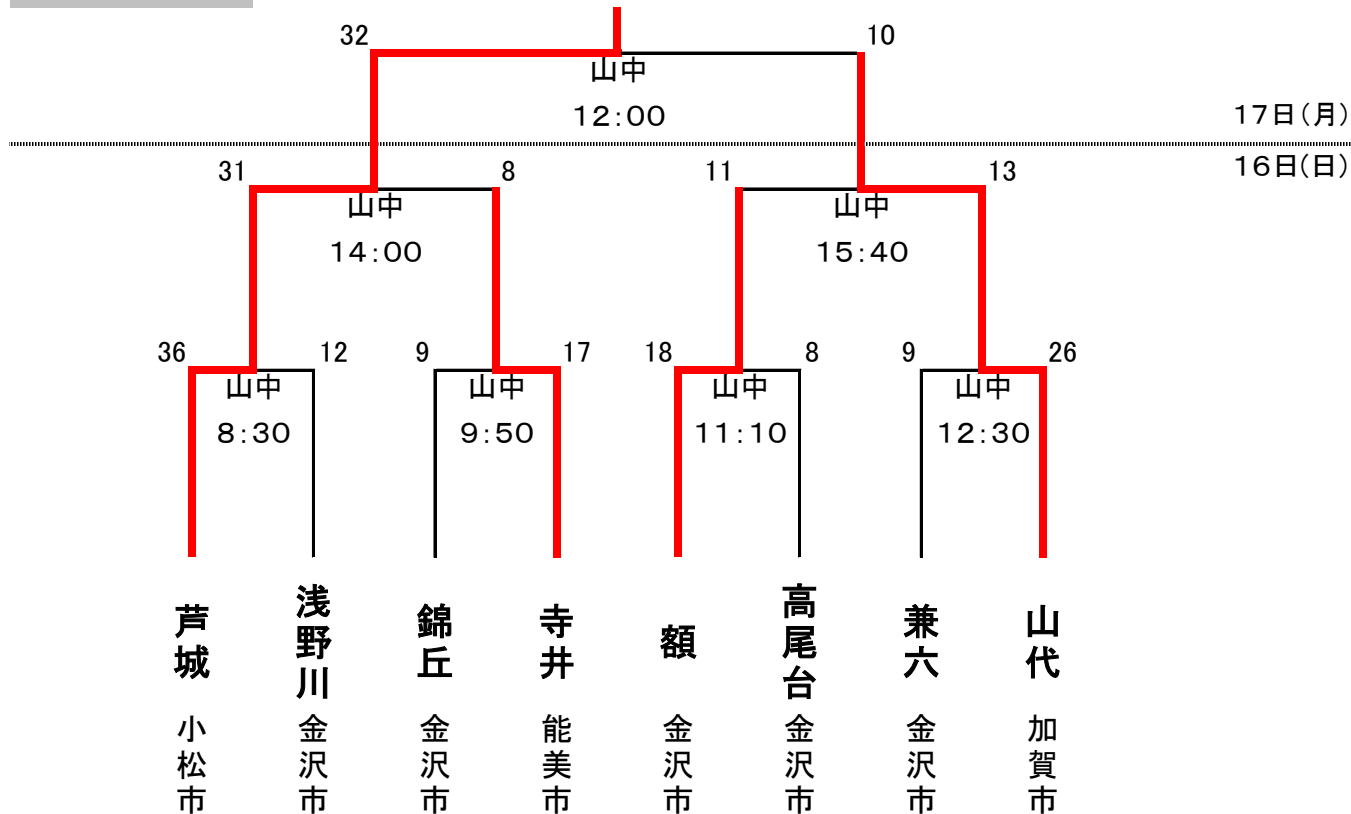 32
10
山中
12:00
17日(月)
16日(日)
31
8
11
13
山中
山中
14:00
15:40
36
12
9
17
18
8
9
26
山中
山中
山中
山中
8:30
9:50
11:10
12:30
芦城
浅野川
錦丘
寺井
額
高尾台
兼六
山代
小松市
金沢市
金沢市
能美市
金沢市
金沢市
金沢市
加賀市